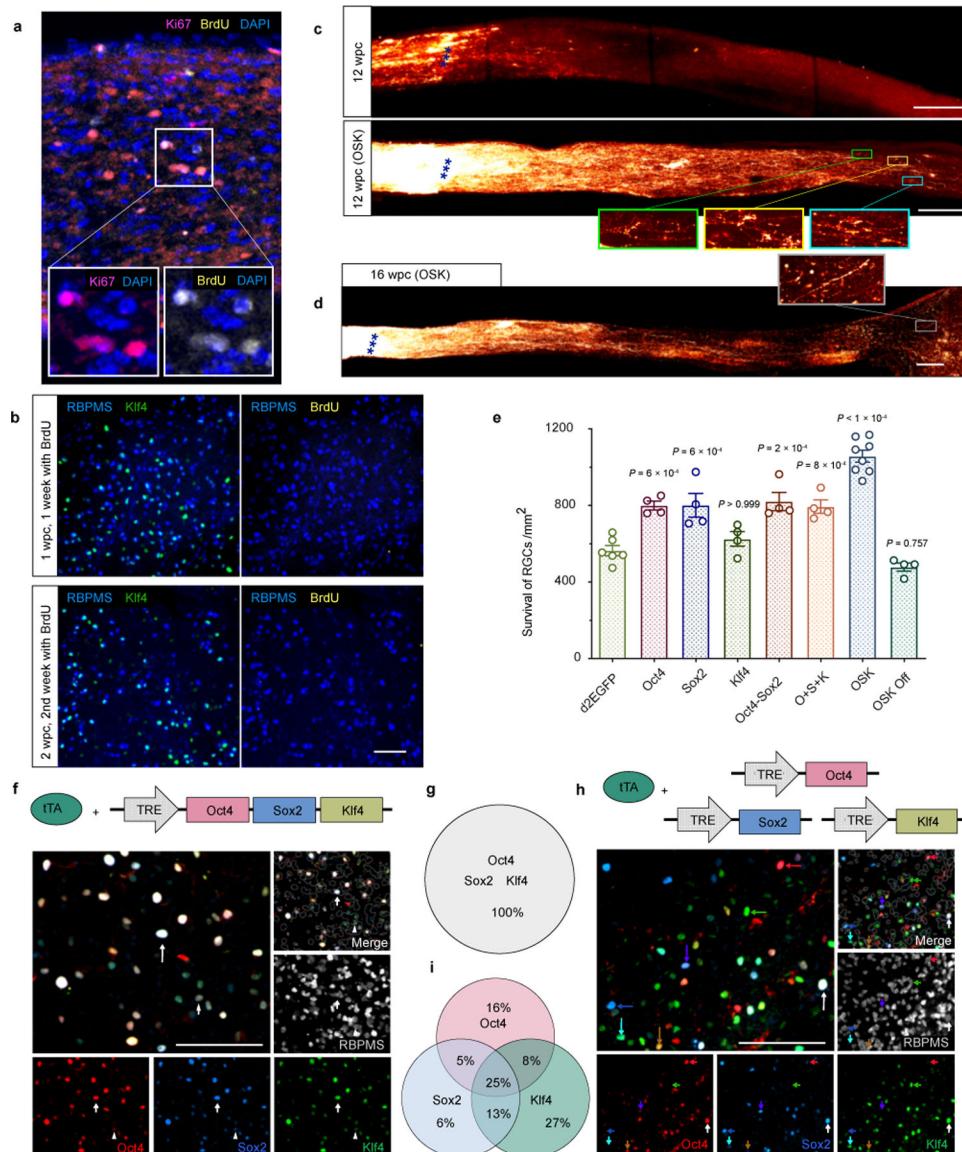 a
Ki67 BrdU DAPI
Ki67 DAPI
BrdU DAPI
b
1 wpc, 1 week with BrdU
RBPMS Klf4
RBPMS BrdU
2 wpc, 2nd week with BrdU
RBPMS Klf4
RBPMS BrdU
c
12 wpc
***
12 wpc (OSK)
***
d
16 wpc (OSK)
***
e
Survival of RGCs /mm²
1200
800
400
0
P = 6 × 10⁻⁴
P = 6 × 10⁻⁴
P > 0.999
P = 2 × 10⁻⁴
P = 8 × 10⁻⁴
P < 1 × 10⁻⁴
P = 0.757
d2EGFP
Oct4
Sox2
Klf4
Oct4-Sox2
O+S+K
OSK
OSK Off
f
tTA + TRE Oct4 Sox2 Klf4
Merge
RBPMS
Oct4
Sox2
Klf4
g
Oct4
Sox2 Klf4
100%
h
TRE Oct4
tTA +
TRE Sox2 TRE Klf4
Merge
RBPMS
Oct4
Sox2
Klf4
i
16%
Oct4
5%
8%
25%
Sox2
Klf4
13%
6%
27%